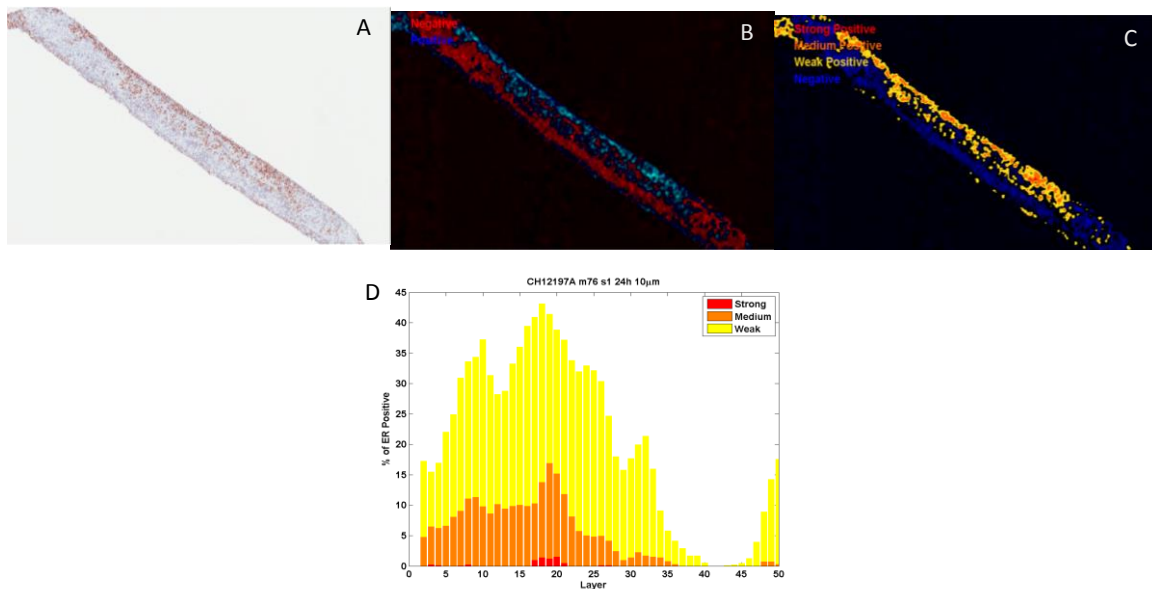 A
B
C
Negative
Strong Positive
Medium Positive
Weak Positive
Negative
D
CH12197A m76 s1 24h 10µm
Strong
Medium
Weak
% of ER Positive
45
40
35
30
25
20
15
10
5
0
0 5 10 15 20 25 30 35 40 45 50
Layer